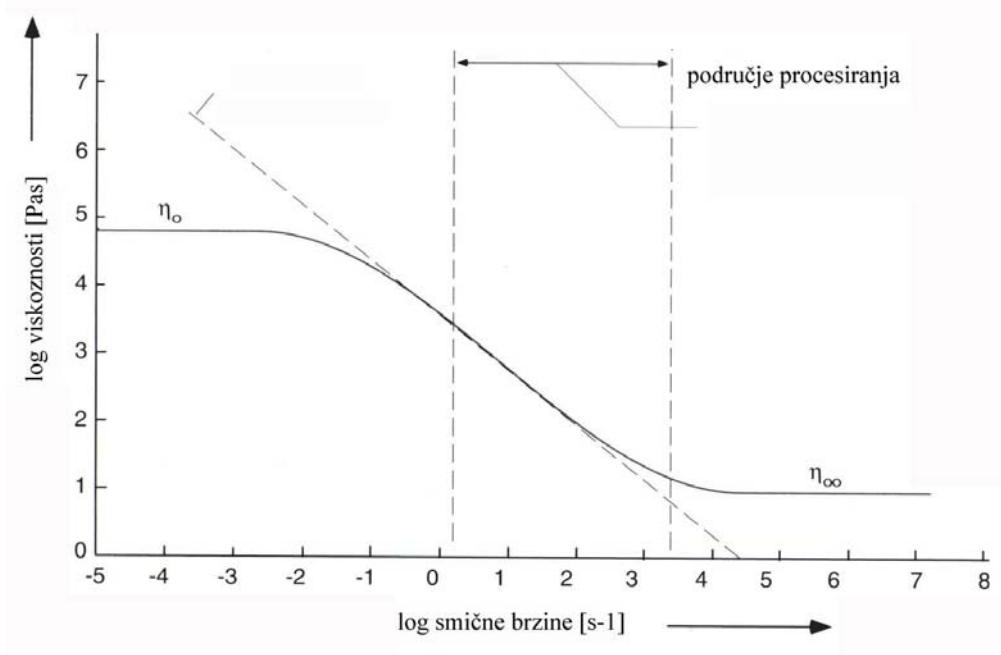 područje procesiranja
7
6
5
4
3
2
1
0
ηo
η∞
log viskoznosti [Pas]
-5 -4 -3 -2 -1 0 1 2 3 4 5 6 7 8
log smične brzine [s-1]